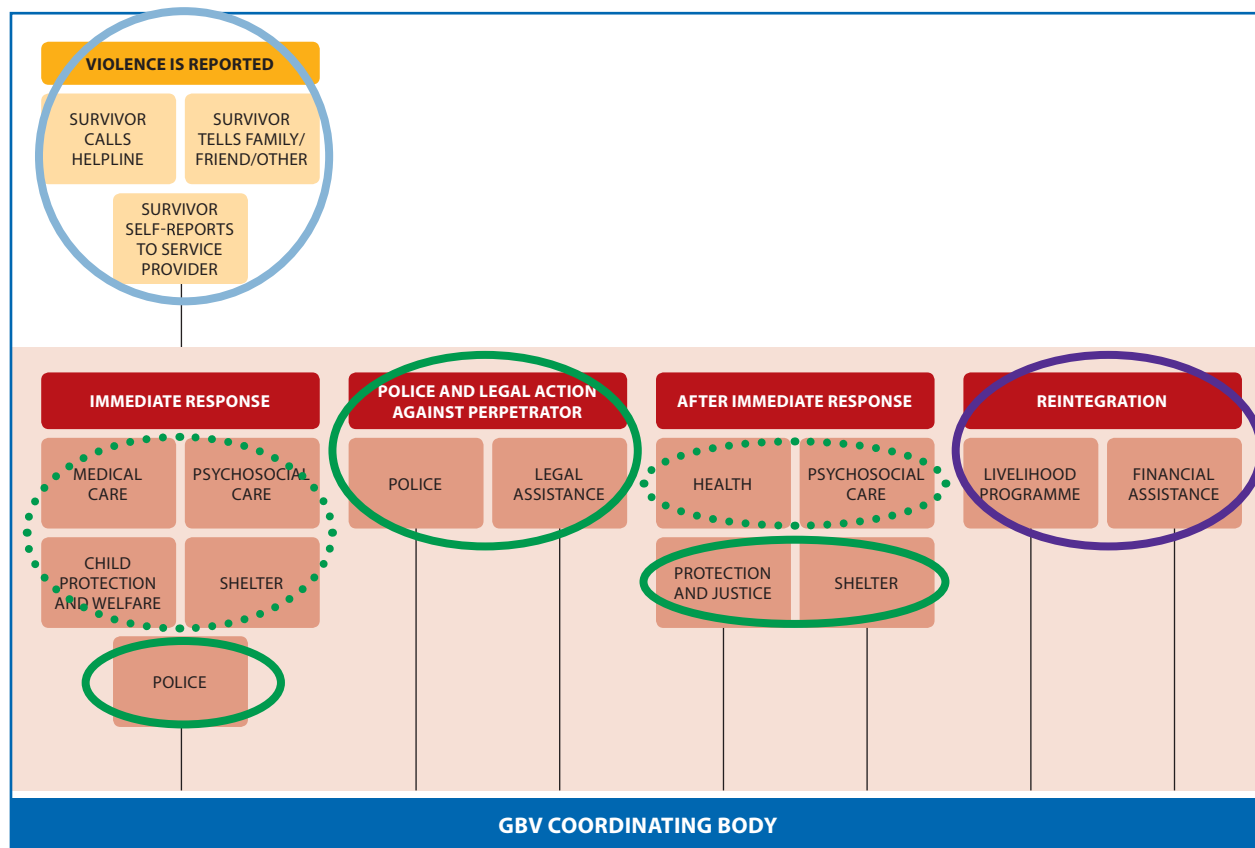 VIOLENCE IS REPORTED
SURVIVOR
CALLS
HELPLINE
SURVIVOR
TELLS FAMILY/
FRIEND/OTHER
SURVIVOR
SELF-REPORTS
TO SERVICE
PROVIDER
IMMEDIATE RESPONSE
MEDICAL
CARE
PSYCHOSOCIAL
CARE
CHILD
PROTECTION
AND WELFARE
SHELTER
POLICE
POLICE AND LEGAL ACTION
AGAINST PERPETRATOR
POLICE
LEGAL
ASSISTANCE
AFTER IMMEDIATE RESPONSE
HEALTH
PSYCHOSOCIAL
CARE
PROTECTION
AND JUSTICE
SHELTER
REINTEGRATION
LIVELIHOOD
PROGRAMME
FINANCIAL
ASSISTANCE
GBV COORDINATING BODY